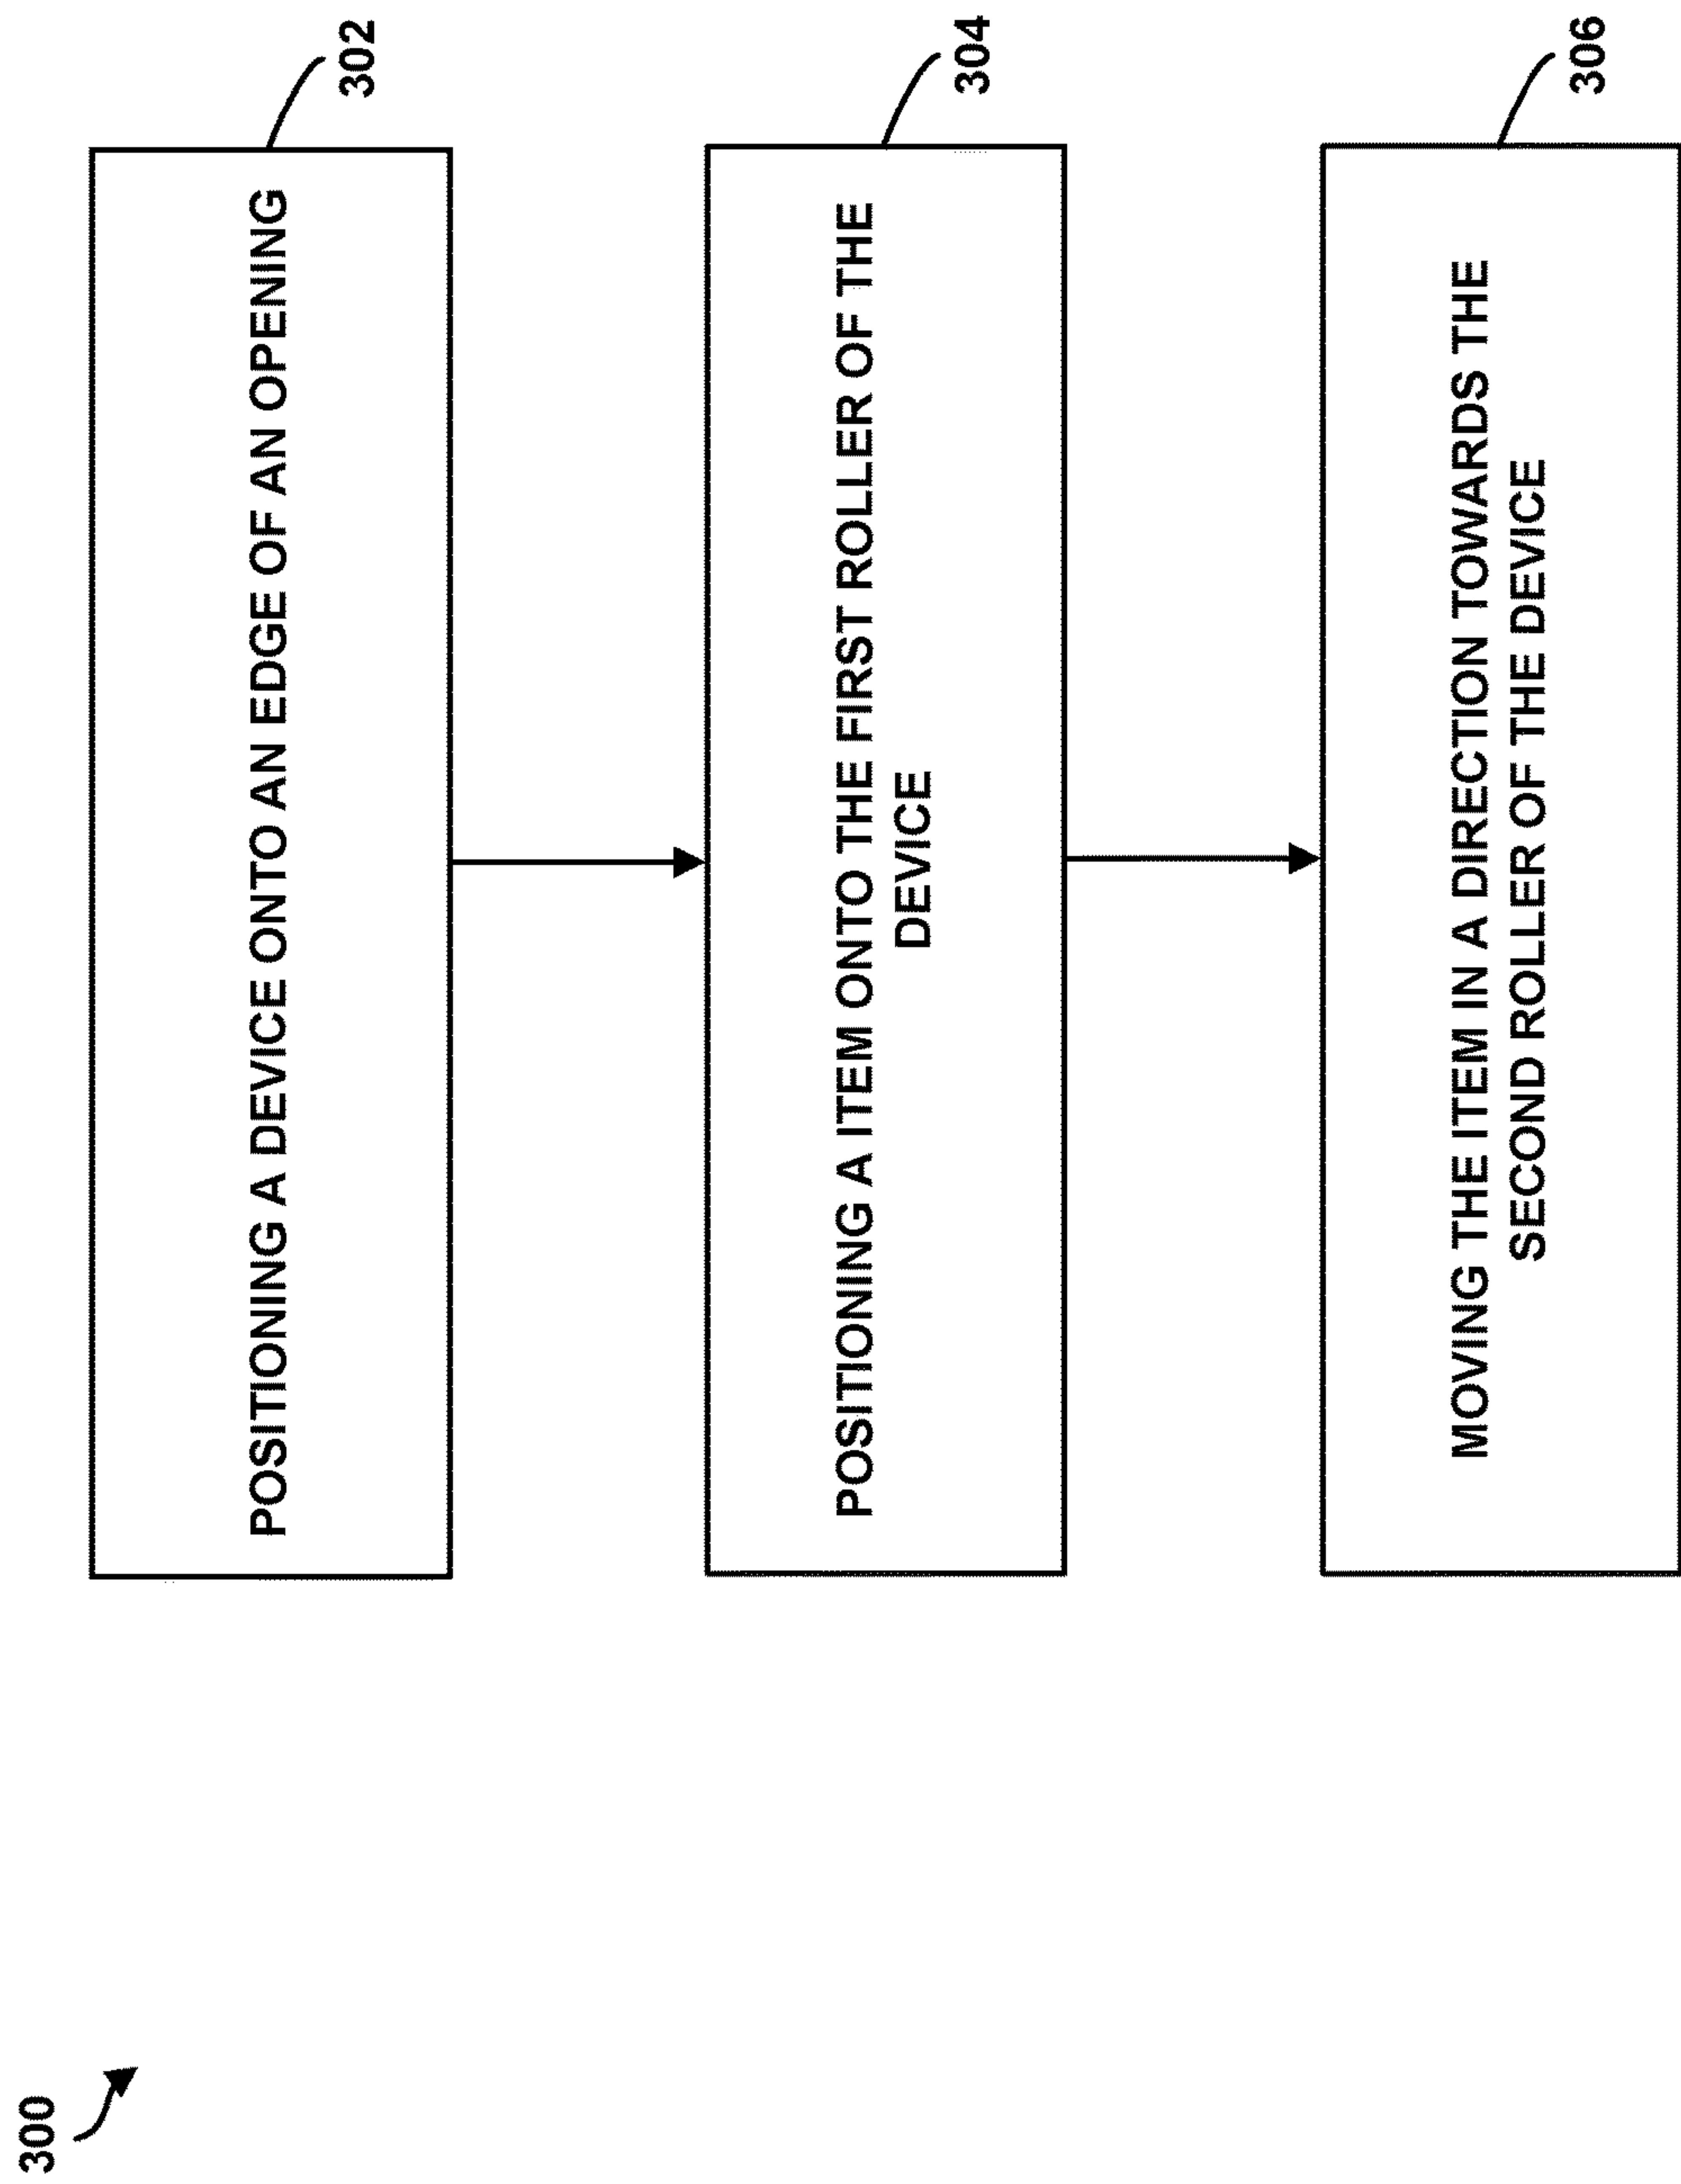 300
POSITIONING A DEVICE ONTO AN EDGE OF AN OPENING
302
POSITIONING A ITEM ONTO THE FIRST ROLLER OF THE
DEVICE
304
MOVING THE ITEM IN A DIRECTION TOWARDS THE
SECOND ROLLER OF THE DEVICE
306